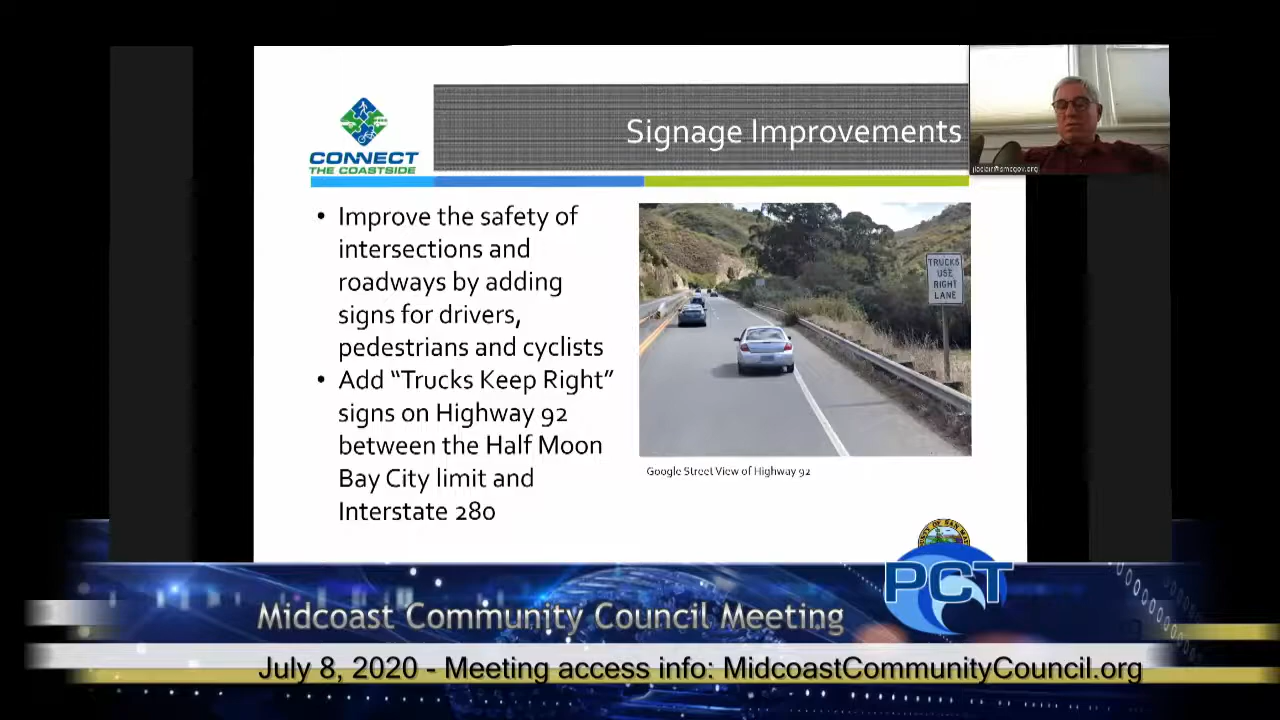 Signage Improvements
CONNECT
THE COASTSIDE
jleclair@smcgov.org
• Improve the safety of
intersections and
roadways by adding
signs for drivers,
pedestrians and cyclists
• Add “Trucks Keep Right”
signs on Highway 92
between the Half Moon
Bay City limit and
Interstate 280
TRUCKS
USE
RIGHT
LANE
Google Street View of Highway 92
PCT
Midcoast Community Council Meeting
July 8, 2020 - Meeting access info: MidcoastCommunityCouncil.org